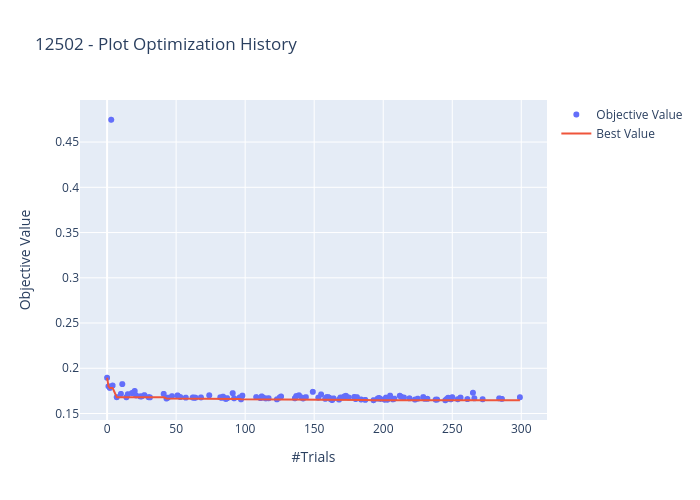 12502 - Plot Optimization History
Objective Value
Best Value
0.45
0.4
0.35
0.3
0.25
0.2
0.15
Objective Value
0
50
100
150
200
250
300
#Trials